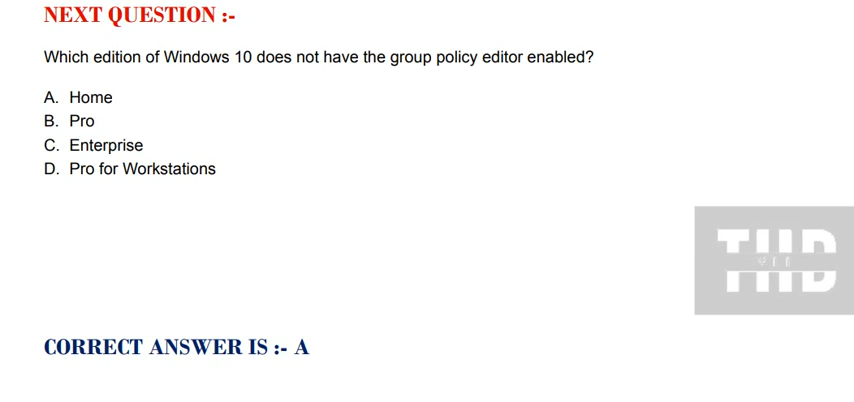 NEXT QUESTION :-
Which edition of Windows 10 does not have the group policy editor enabled?
A. Home
B. Pro
C. Enterprise
D. Pro for Workstations
THD
CORRECT ANSWER IS :- A